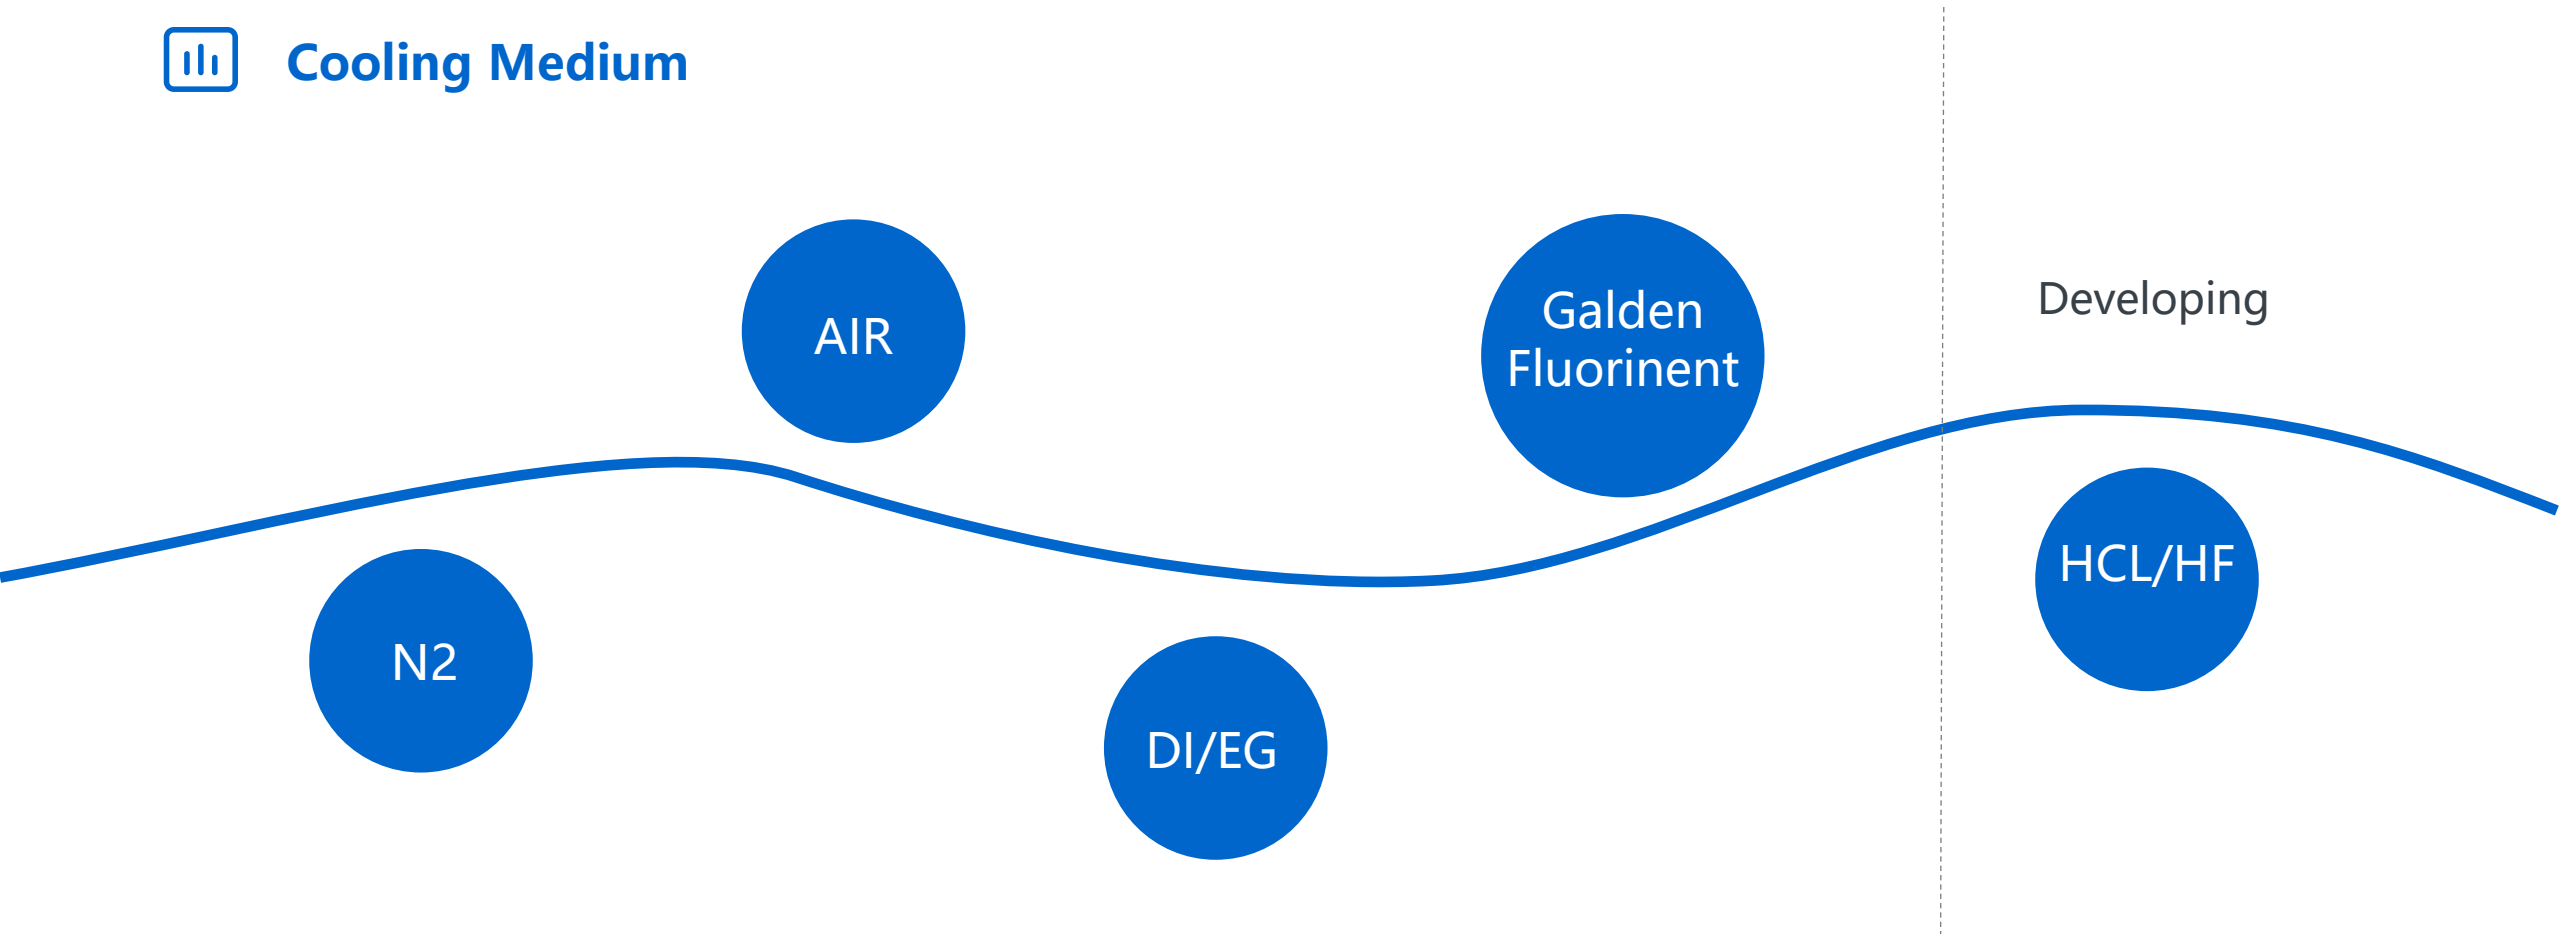 Cooling Medium
N2
AIR
DI/EG
Galden
Fluorinent
Developing
HCL/HF